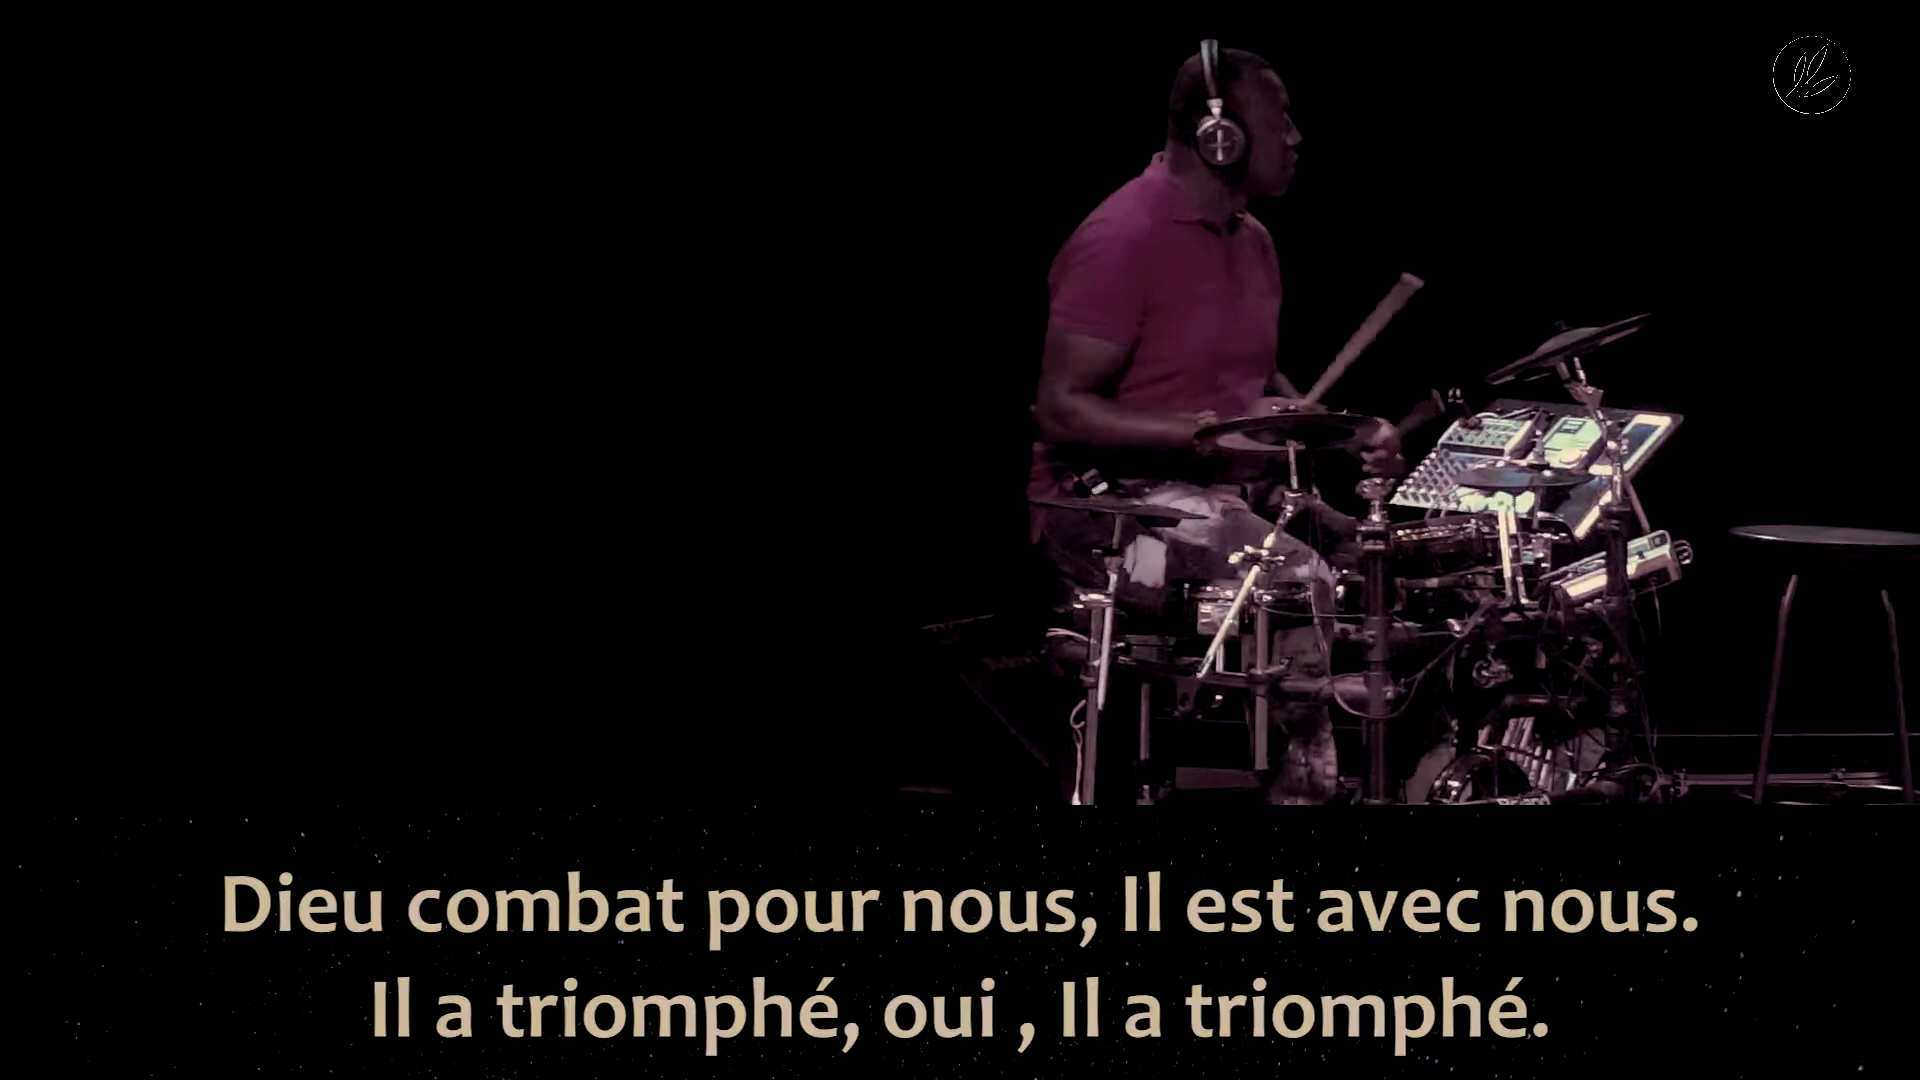 Dieu combat pour nous, Il est avec nous.
Il a triomphé, oui , Il a triomphé.